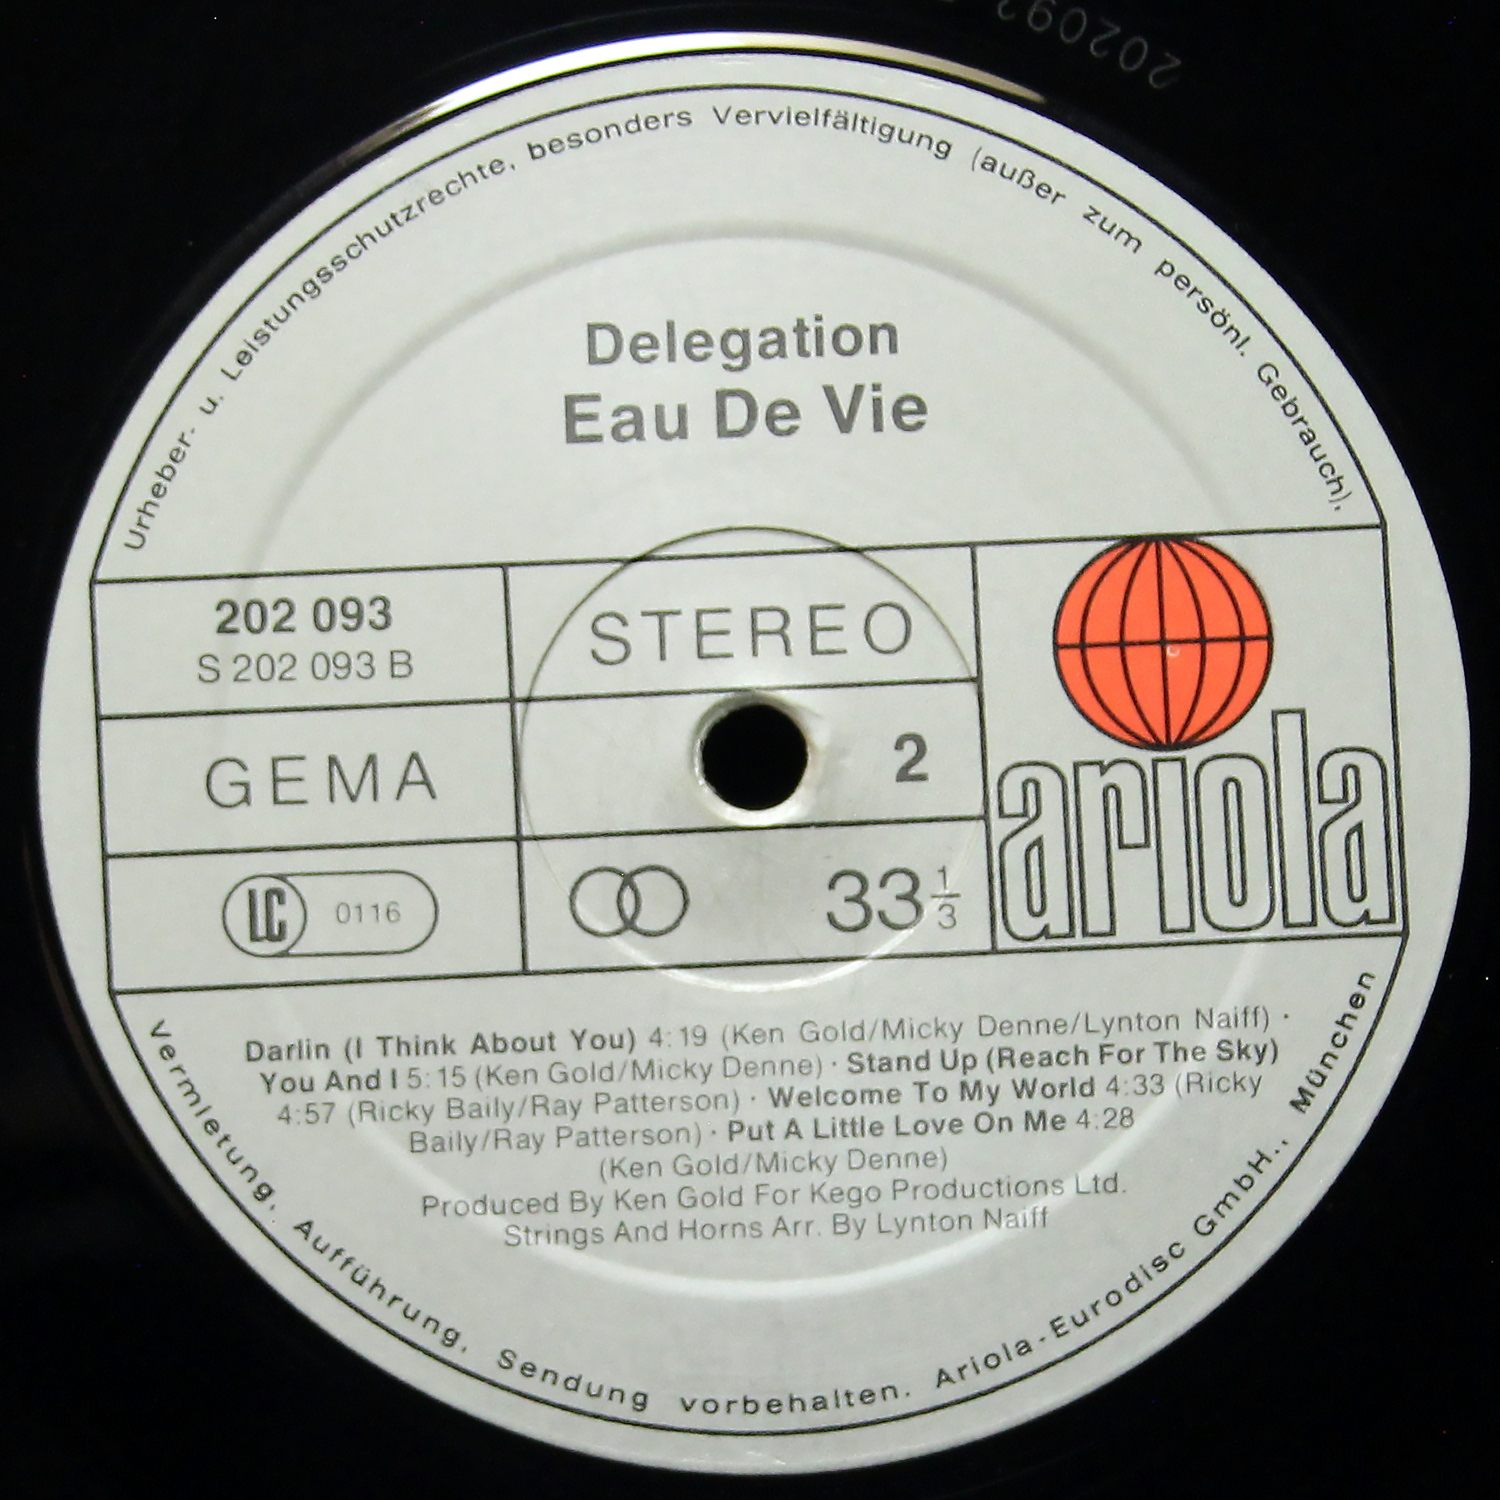 202093
Urheber- u. Leistungsschutzrechte, besonders Vervielfältigung (außer zum persönl. Gebrauch),
Delegation
Eau De Vie
202 093
S 202 093 B
STEREO
GEMA
2
LC 0116
33 1/3
ariola
Darlin (I Think About You) 4:19 (Ken Gold/Micky Denne/Lynton Naiff) ·
You And I 5:15 (Ken Gold/Micky Denne) · Stand Up (Reach For The Sky)
4:57 (Ricky Baily/Ray Patterson) · Welcome To My World 4:33 (Ricky
Baily/Ray Patterson) · Put A Little Love On Me 4:28
(Ken Gold/Micky Denne)
Produced By Ken Gold For Kego Productions Ltd.
Strings And Horns Arr. By Lynton Naiff
Vermietung, Aufführung, Sendung vorbehalten. Ariola-Eurodisc GmbH., München